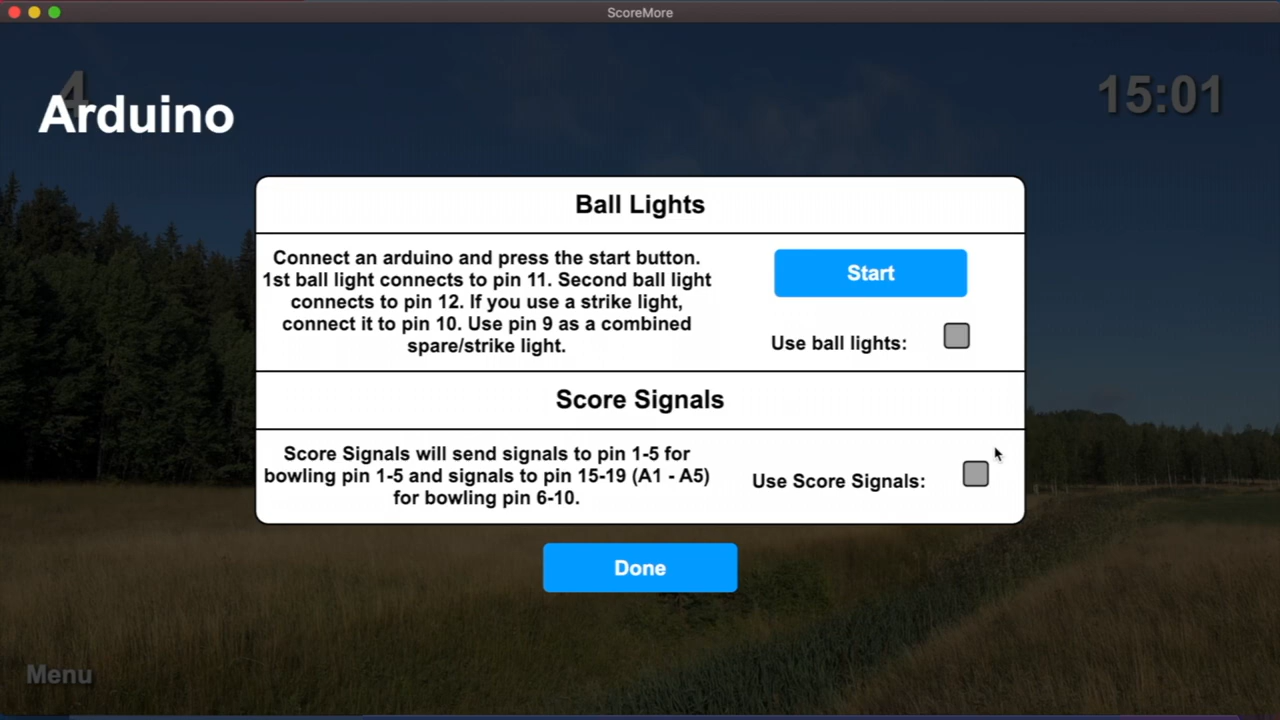 ScoreMore
4
Arduino
15:01
Ball Lights
Connect an arduino and press the start button.
1st ball light connects to pin 11. Second ball light
connects to pin 12. If you use a strike light,
connect it to pin 10. Use pin 9 as a combined
spare/strike light.
Start
Use ball lights:
Score Signals
Score Signals will send signals to pin 1-5 for
bowling pin 1-5 and signals to pin 15-19 (A1 - A5)
for bowling pin 6-10.
Use Score Signals:
Done
Menu